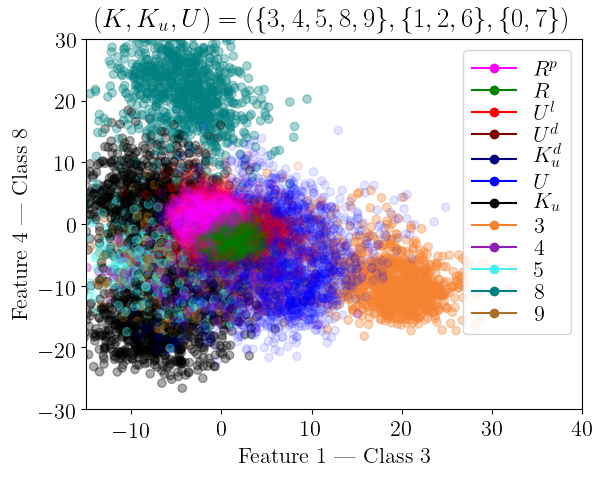 (K, K_u, U) = ({3, 4, 5, 8, 9}, {1, 2, 6}, {0, 7})
30
20
10
0
−10
−20
−30
−10
0
10
20
30
40
Feature 4 — Class 8
Feature 1 — Class 3
R^p
R
U^l
U^d
K_u^d
U
K_u
3
4
5
8
9